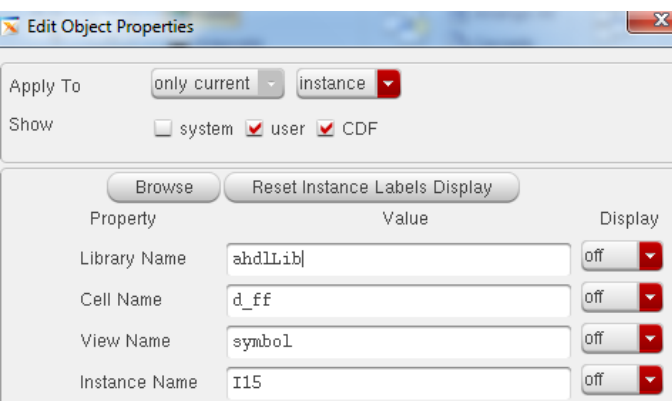 Edit Object Properties
Apply To only current instance
Show system user CDF
Browse Reset Instance Labels Display
Property Value Display
Library Name ahdlLib off
Cell Name d_ff off
View Name symbol off
Instance Name I15 off